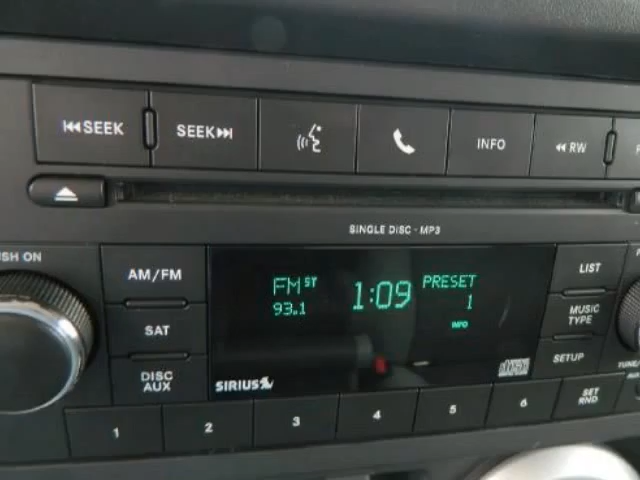 SEEK
SEEK
INFO
RW
SINGLE DISC · MP3
PUSH ON
AM/FM
SAT
DISC
AUX
FM ST
93.1
1:09
PRESET
1
INFO
SIRIUS
LIST
MUSIC
TYPE
SETUP
SET
RND
1
2
3
4
5
6